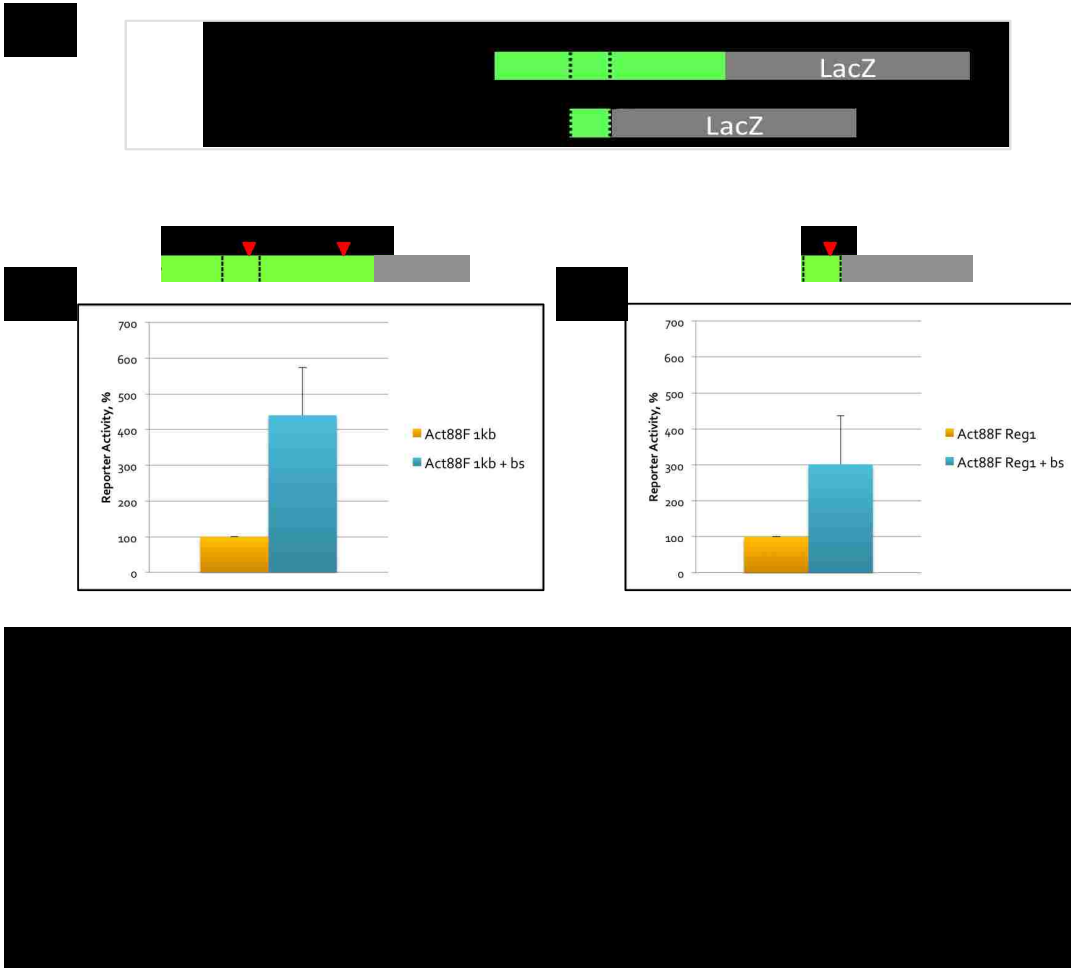 LacZ
LacZ
700
600
500
400
300
200
100
0
Reporter Activity, %
Act88F 1kb
Act88F 1kb + bs
700
600
500
400
300
200
100
0
Reporter Activity, %
Act88F Reg1
Act88F Reg1 + bs